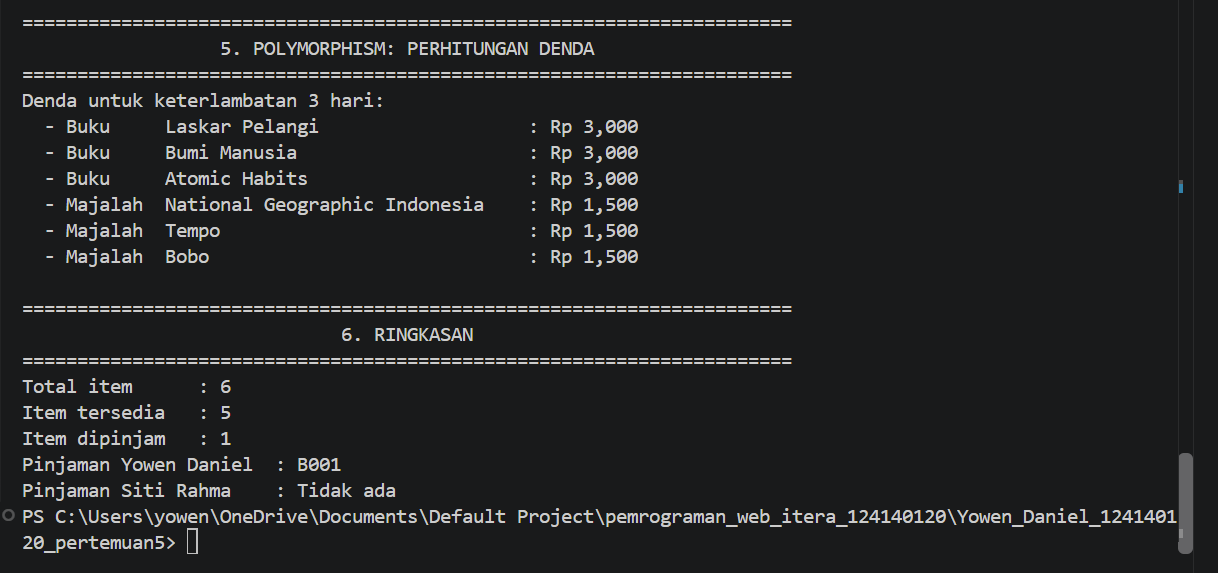 ======================================================================
5. POLYMORPHISM: PERHITUNGAN DENDA
======================================================================
Denda untuk keterlambatan 3 hari:
- Buku     Laskar Pelangi                   : Rp 3,000
- Buku     Bumi Manusia                     : Rp 3,000
- Buku     Atomic Habits                    : Rp 3,000
- Majalah  National Geographic Indonesia    : Rp 1,500
- Majalah  Tempo                            : Rp 1,500
- Majalah  Bobo                             : Rp 1,500
======================================================================
6. RINGKASAN
======================================================================
Total item      : 6
Item tersedia   : 5
Item dipinjam   : 1
Pinjaman Yowen Daniel  : B001
Pinjaman Siti Rahma    : Tidak ada
PS C:\Users\yowen\OneDrive\Documents\Default Project\pemrograman_web_itera_124140120\Yowen_Daniel_1241401
20_pertemuan5>